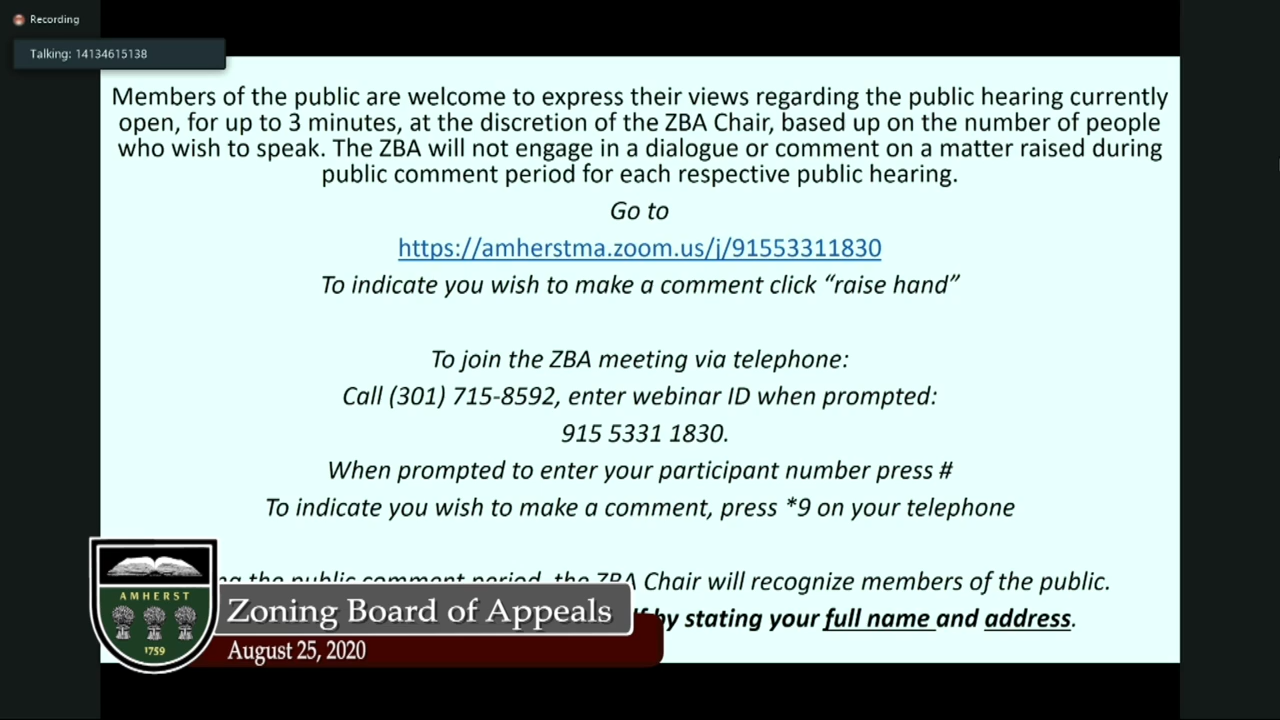 Recording
Talking: 14134615138
Members of the public are welcome to express their views regarding the public hearing currently
open, for up to 3 minutes, at the discretion of the ZBA Chair, based up on the number of people
who wish to speak. The ZBA will not engage in a dialogue or comment on a matter raised during
public comment period for each respective public hearing.
Go to
https://amherstma.zoom.us/j/91553311830
To indicate you wish to make a comment click “raise hand”
To join the ZBA meeting via telephone:
Call (301) 715-8592, enter webinar ID when prompted:
915 5331 1830.
When prompted to enter your participant number press #
To indicate you wish to make a comment, press *9 on your telephone
the public comment period, the ZBA Chair will recognize members of the public.
by stating your full name and address.
AMHERST
1759
Zoning Board of Appeals
August 25, 2020